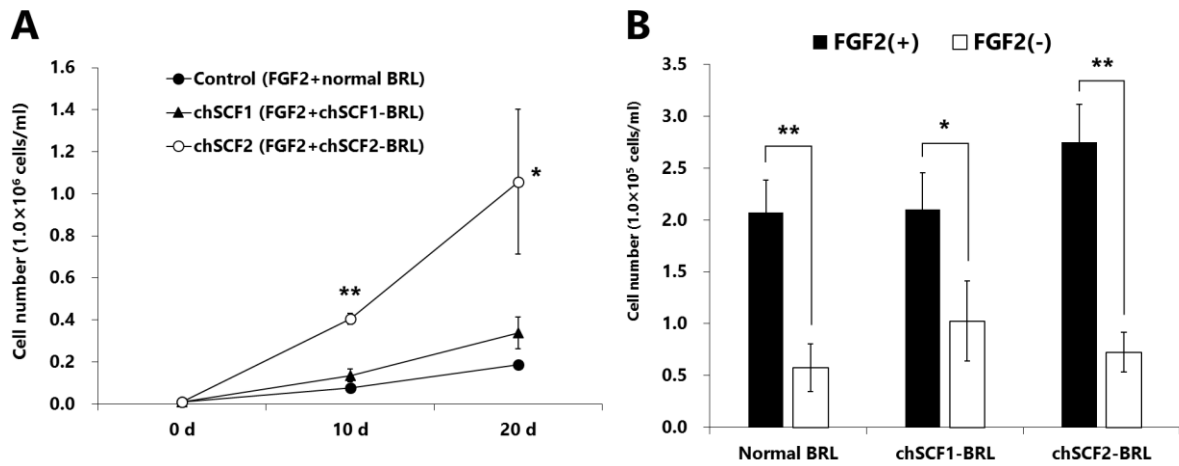 A
Cell number (1.0×10⁶ cells/ml)
1.6
1.4
1.2
1.0
0.8
0.6
0.4
0.2
0.0
Control (FGF2+normal BRL)
chSCF1 (FGF2+chSCF1-BRL)
chSCF2 (FGF2+chSCF2-BRL)
**
*
0 d
10 d
20 d
B
FGF2(+)
FGF2(-)
Cell number (1.0×10⁵ cells/ml)
3.5
3.0
2.5
2.0
1.5
1.0
0.5
0.0
**
*
**
Normal BRL
chSCF1-BRL
chSCF2-BRL